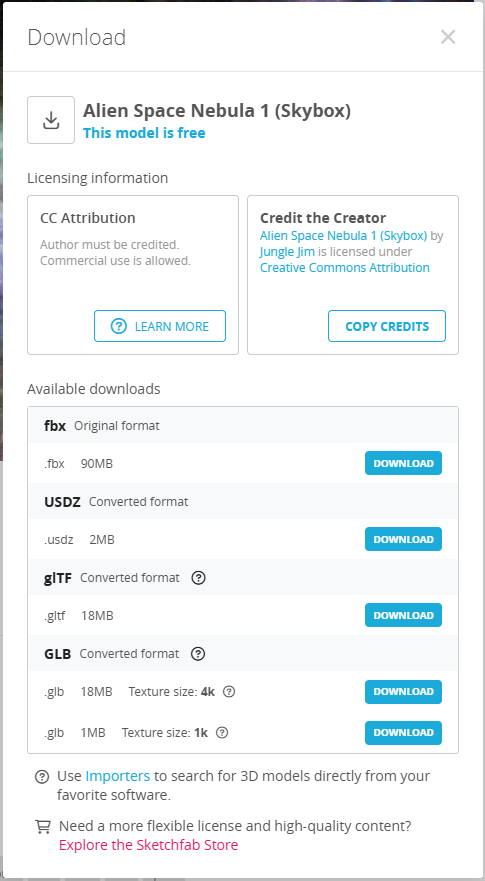 Download
Alien Space Nebula 1 (Skybox)
This model is free
Licensing information
CC Attribution
Author must be credited.
Commercial use is allowed.
LEARN MORE
Credit the Creator
Alien Space Nebula 1 (Skybox) by
Jungle Jim is licensed under
Creative Commons Attribution
COPY CREDITS
Available downloads
fbx Original format
.fbx 90MB DOWNLOAD
USDZ Converted format
.usdz 2MB DOWNLOAD
glTF Converted format
.gltf 18MB DOWNLOAD
GLB Converted format
.glb 18MB Texture size: 4k DOWNLOAD
.glb 1MB Texture size: 1k DOWNLOAD
Use Importers to search for 3D models directly from your
favorite software.
Need a more flexible license and high-quality content?
Explore the Sketchfab Store